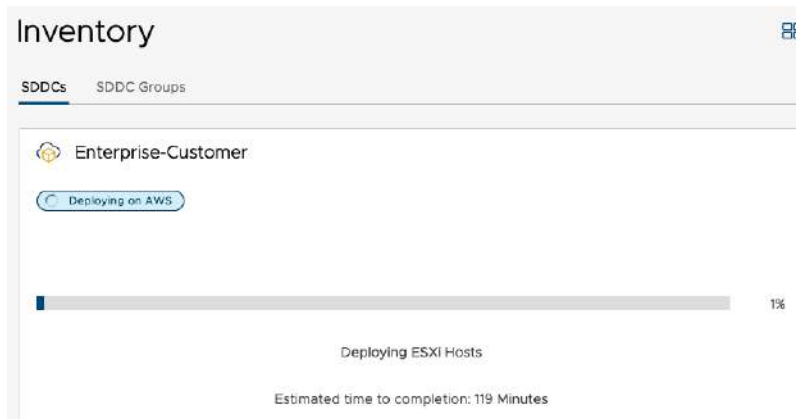 Inventory
SDDCs SDDC Groups
Enterprise-Customer
Deploying on AWS
1%
Deploying ESXi Hosts
Estimated time to completion: 119 Minutes